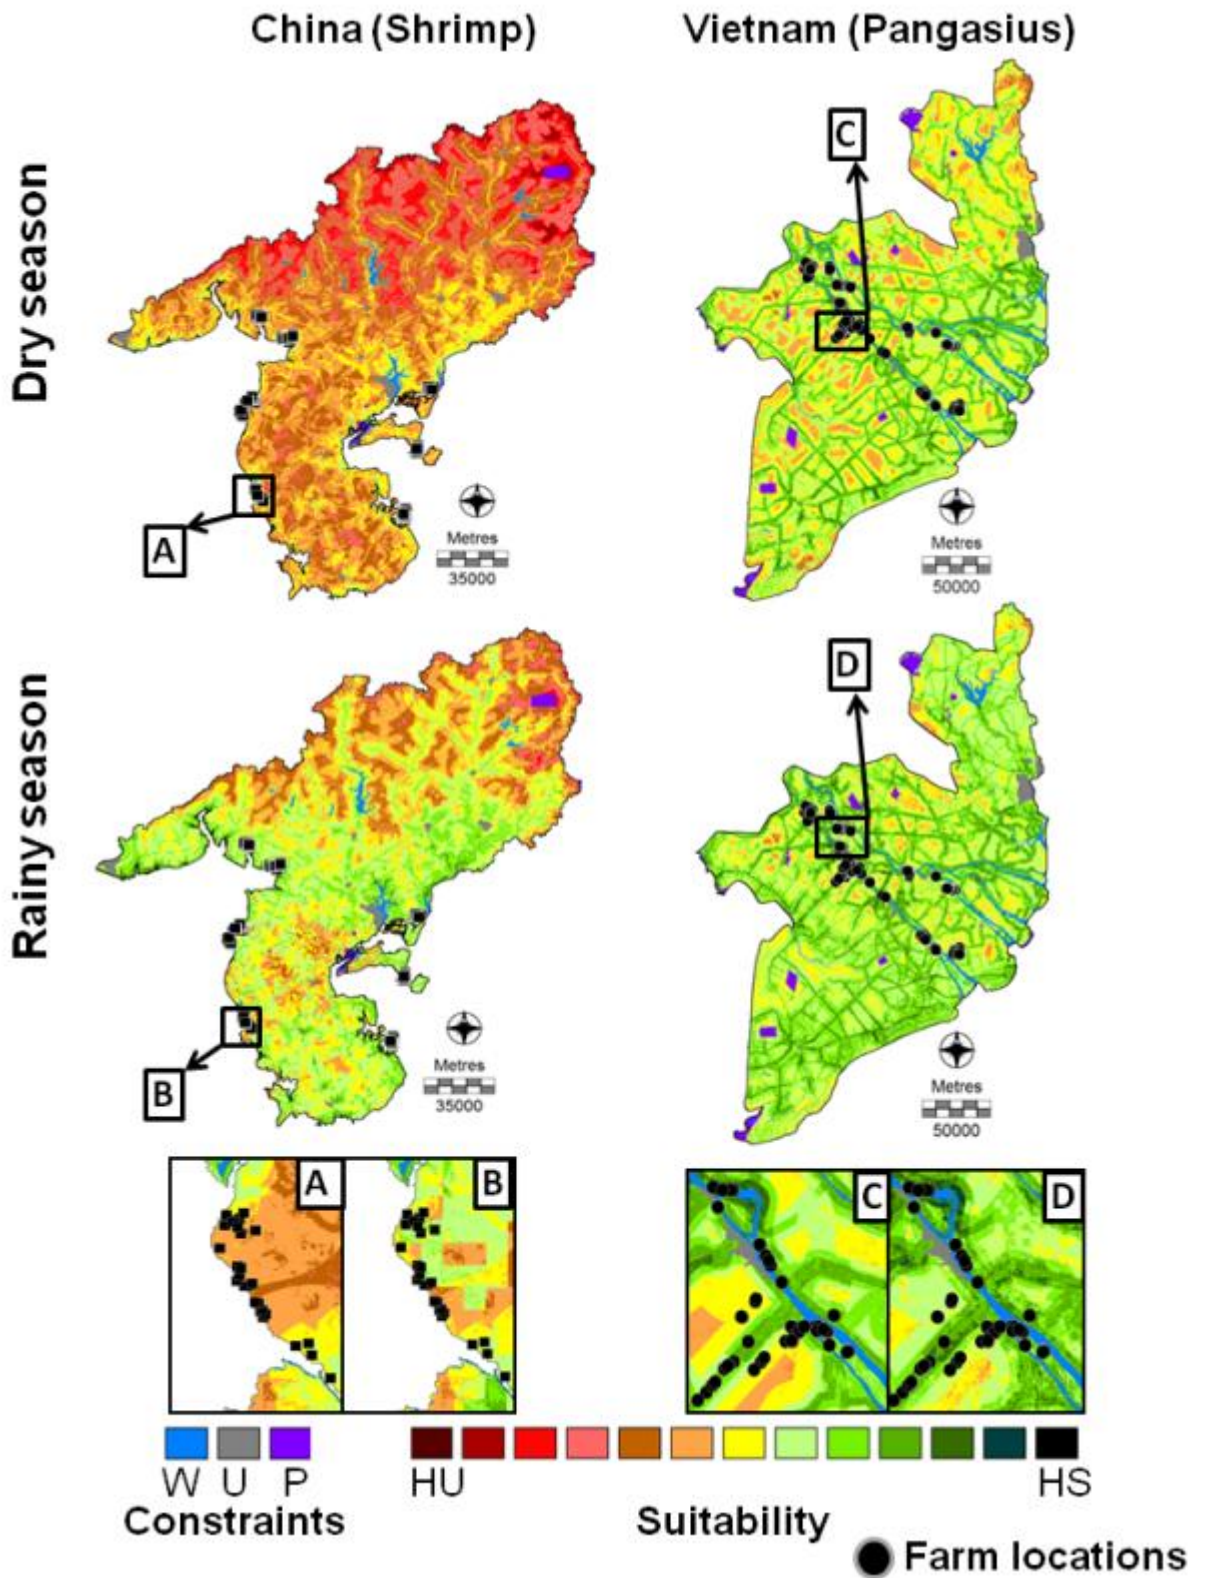 China (Shrimp)
Vietnam (Pangasius)
Dry season
C
A
Metres
35000
Metres
50000
Rainy season
D
B
Metres
35000
Metres
50000
A
B
C
D
W U P
HU
HS
Constraints
Suitability
Farm locations